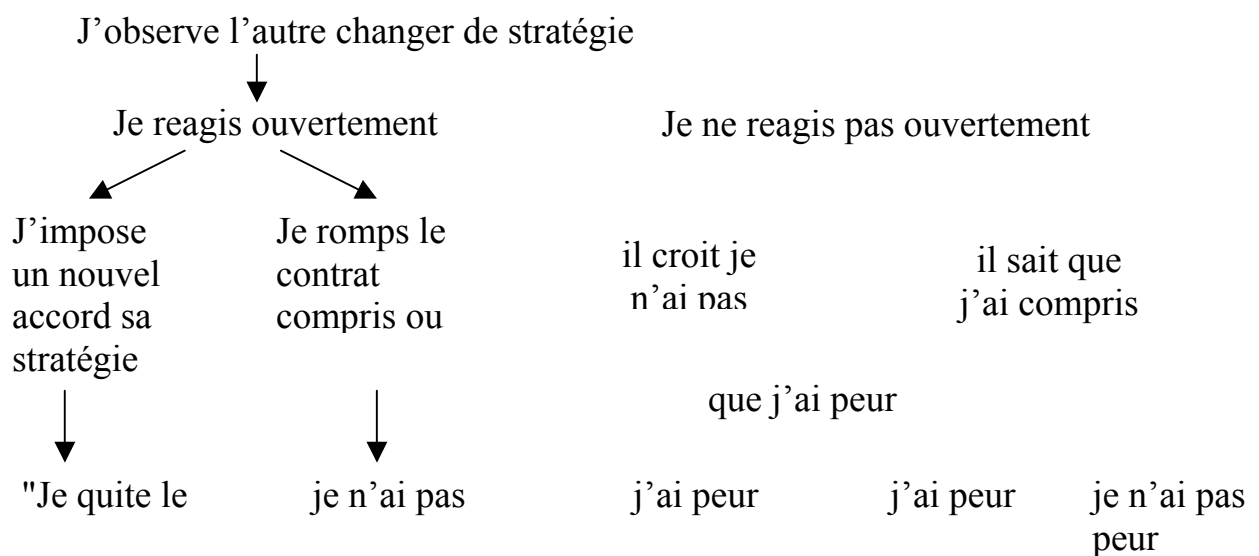 J’observe l’autre changer de stratégie
Je reagis ouvertement
Je ne reagis pas ouvertement
J’impose
un nouvel
accord sa
stratégie
Je romps le
contrat
compris ou
il croit je
n’ai pas
il sait que
j’ai compris
que j’ai peur
"Je quite le
je n’ai pas
j’ai peur
j’ai peur
je n’ai pas
peur